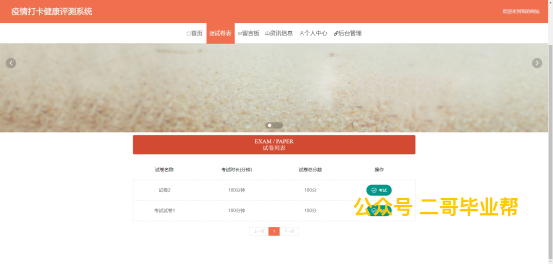 疫情打卡健康评测系统
欢迎来到我的网站
首页 试卷表 留言板 资讯信息 个人中心 后台管理
EXAM / PAPER
试卷列表
试卷名称 考试时长(分钟) 试卷总分数 操作
试卷2 100分钟 100分 考试
考试试卷1 100分钟 100分
公众号 二哥毕业帮
上一页 1 下一页